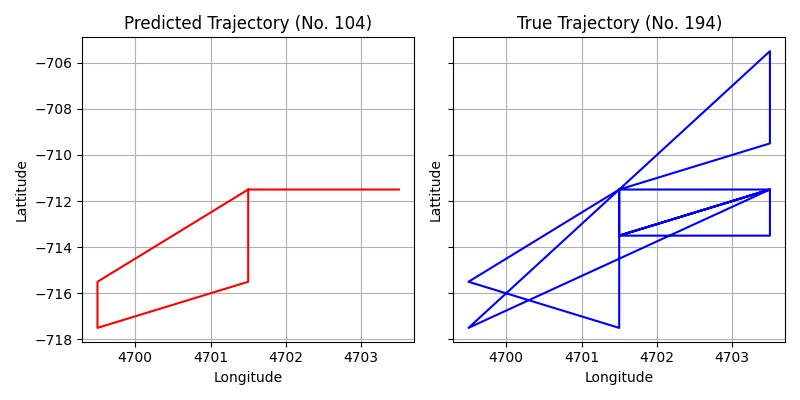 Predicted Trajectory (No. 104)
True Trajectory (No. 194)
Lattitude
−706
−708
−710
−712
−714
−716
−718
4700
4701
4702
4703
Longitude
Lattitude
4700
4701
4702
4703
Longitude